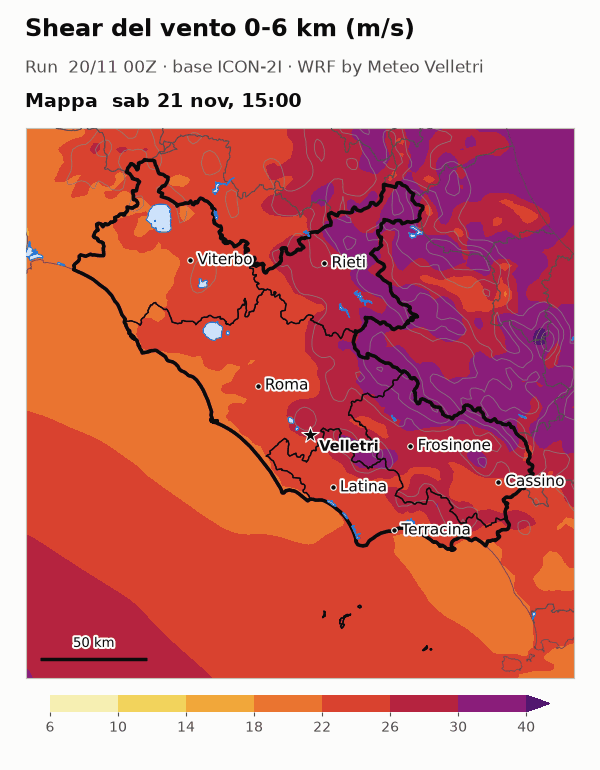 Shear del vento 0-6 km (m/s)
Run  20/11 00Z · base ICON-2I · WRF by Meteo Velletri
Mappa  sab 21 nov, 15:00
Viterbo
Rieti
Roma
Velletri
Frosinone
Cassino
Latina
Terracina
50 km
6 10 14 18 22 26 30 40